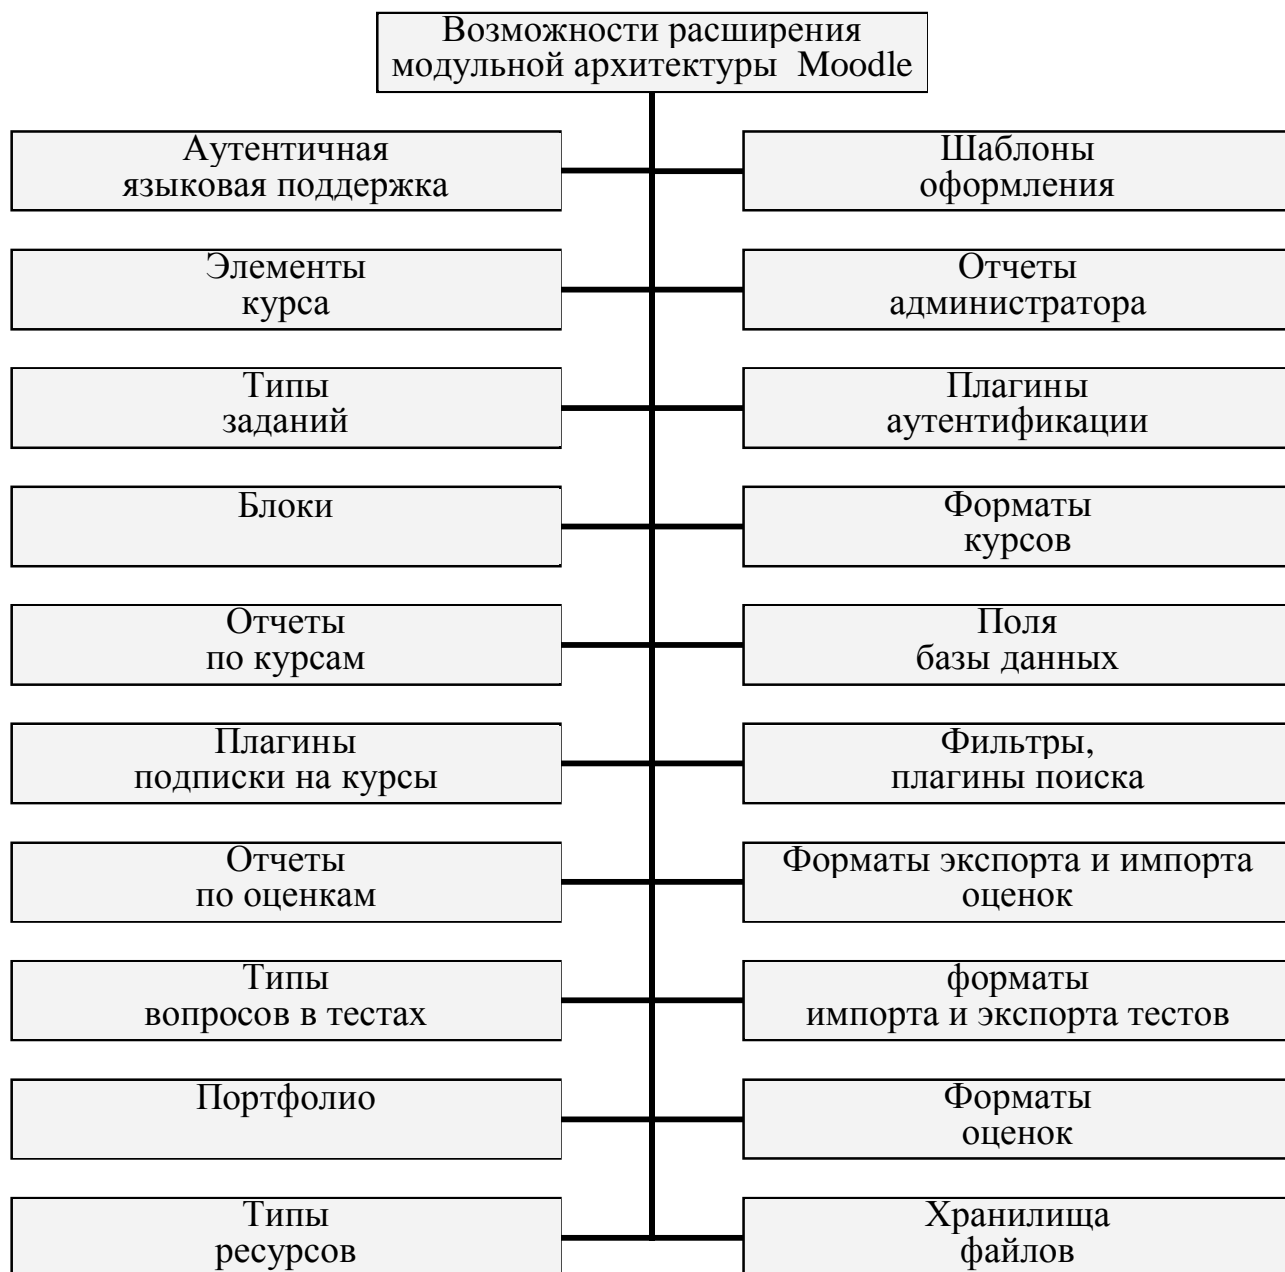 Возможности расширения
модульной архитектуры Moodle
Аутентичная
языковая поддержка
Шаблоны
оформления
Элементы
курса
Отчеты
администратора
Типы
заданий
Плагины
аутентификации
Блоки
Форматы
курсов
Отчеты
по курсам
Поля
базы данных
Плагины
подписки на курсы
Фильтры,
плагины поиска
Отчеты
по оценкам
Форматы экспорта и импорта
оценок
Типы
вопросов в тестах
форматы
импорта и экспорта тестов
Портфолио
Форматы
оценок
Типы
ресурсов
Хранилища
файлов